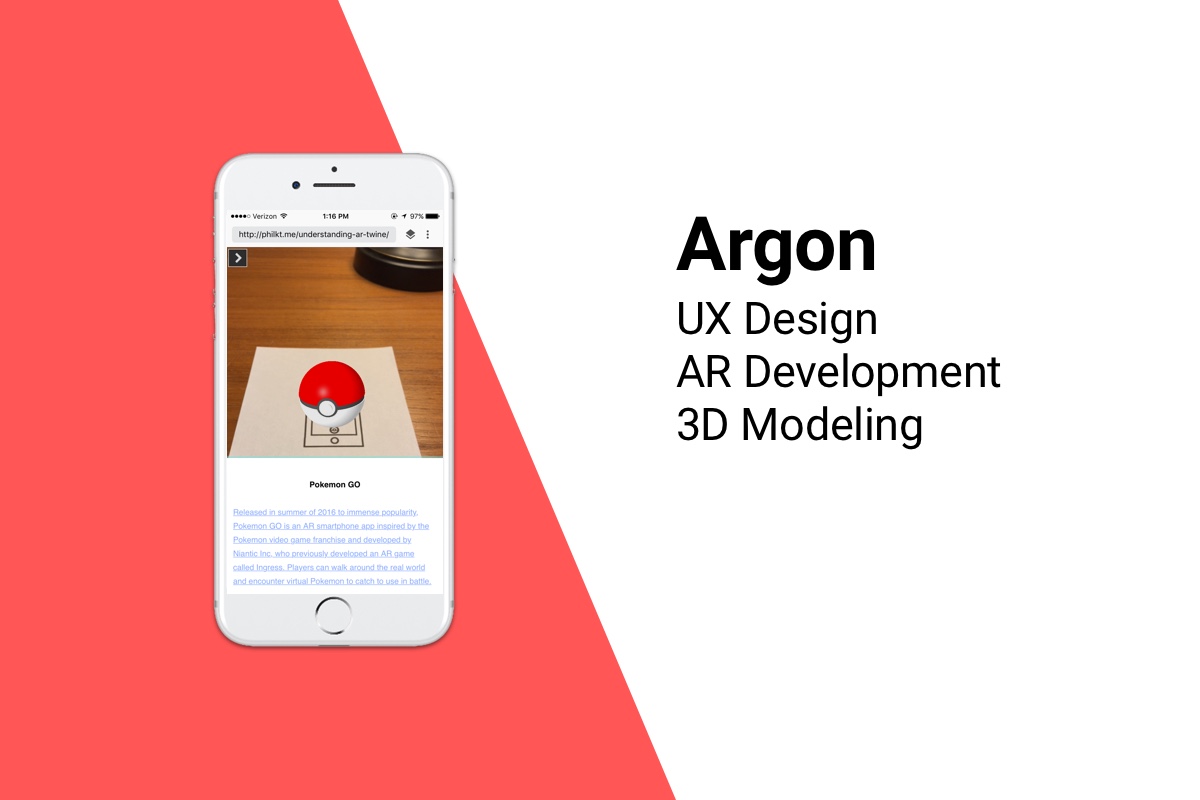 Verizon 1:16 PM 97%
http://philkt.me/understanding-ar-twine/
Pokemon GO
Released in summer of 2016 to immense popularity,
Pokemon GO is an AR smartphone app inspired by the
Pokemon video game franchise and developed by
Niantic Inc, who previously developed an AR game
called Ingress. Players can walk around the real world
and encounter virtual Pokemon to catch to use in battle.
Argon
UX Design
AR Development
3D Modeling